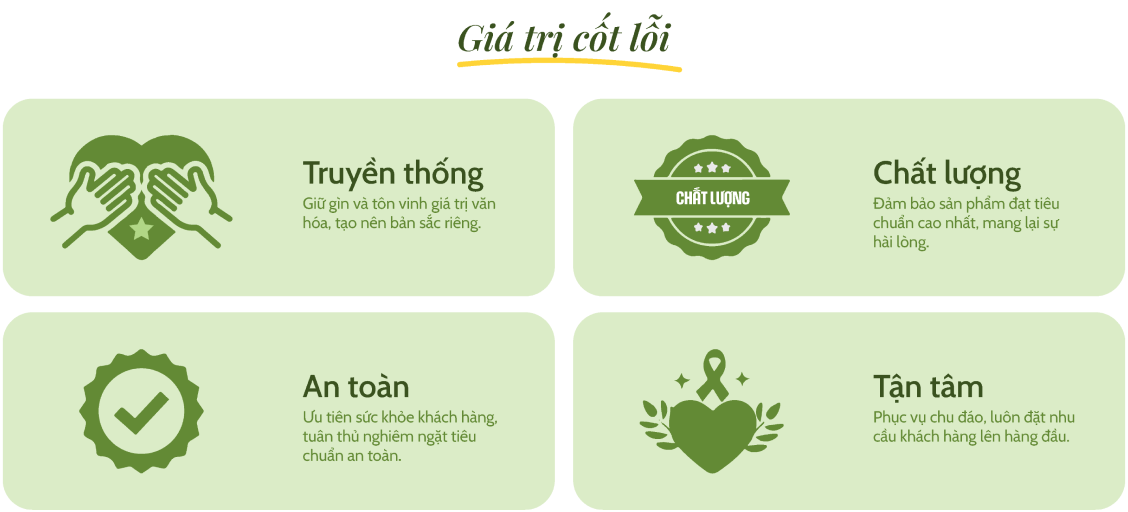 Giá trị cốt lỗi
Truyền thống
Giữ gìn và tôn vinh giá trị văn
hóa, tạo nên bản sắc riêng.
CHẤT LƯỢNG
Chất lượng
Đảm bảo sản phẩm đạt tiêu
chuẩn cao nhất, mang lại sự
hài lòng.
An toàn
Ưu tiên sức khỏe khách hàng,
tuân thủ nghiêm ngặt tiêu
chuẩn an toàn.
Tận tâm
Phục vụ chu đáo, luôn đặt nhu
cầu khách hàng lên hàng đầu.